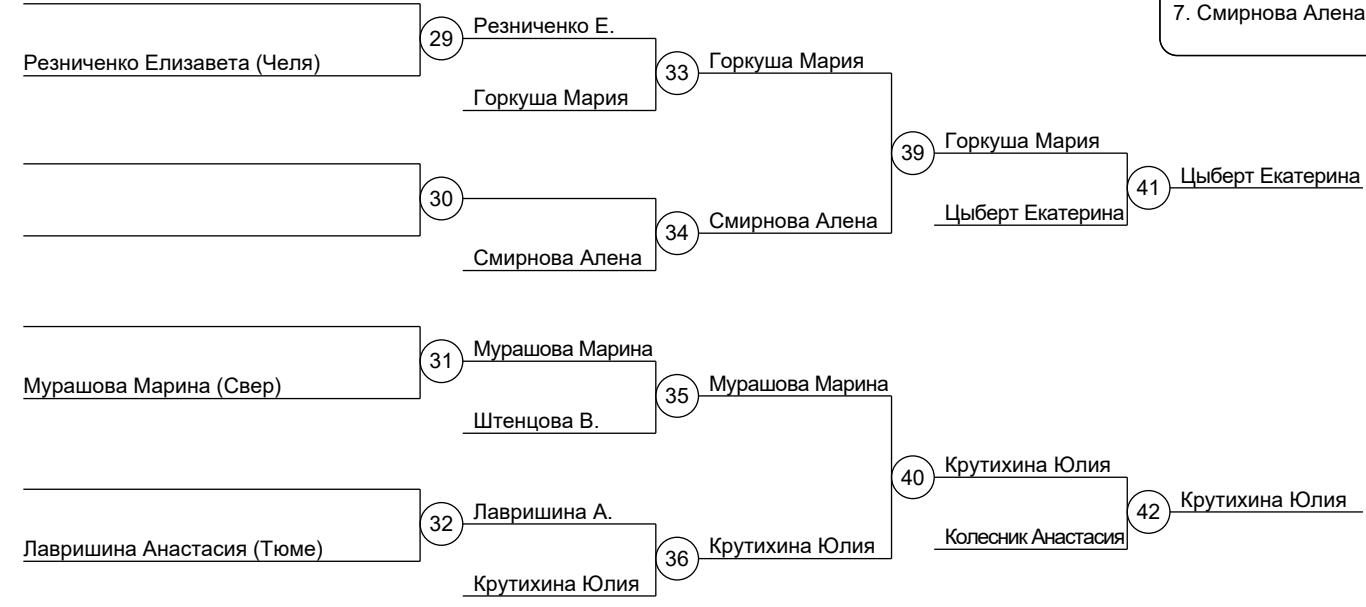 7. Смирнова Алена
29
Резниченко Е.
Резниченко Елизавета (Челя)
33
Горкуша Мария
Горкуша Мария
39
Горкуша Мария
30
41
Цыберт Екатерина
34
Смирнова Алена
Цыберт Екатерина
Смирнова Алена
31
Мурашова Марина
Мурашова Марина (Свер)
35
Мурашова Марина
Штенцова В.
40
Крутихина Юлия
32
Лавришина А.
42
Крутихина Юлия
Лавришина Анастасия (Тюме)
36
Крутихина Юлия
Колесник Анастасия
Крутихина Юлия